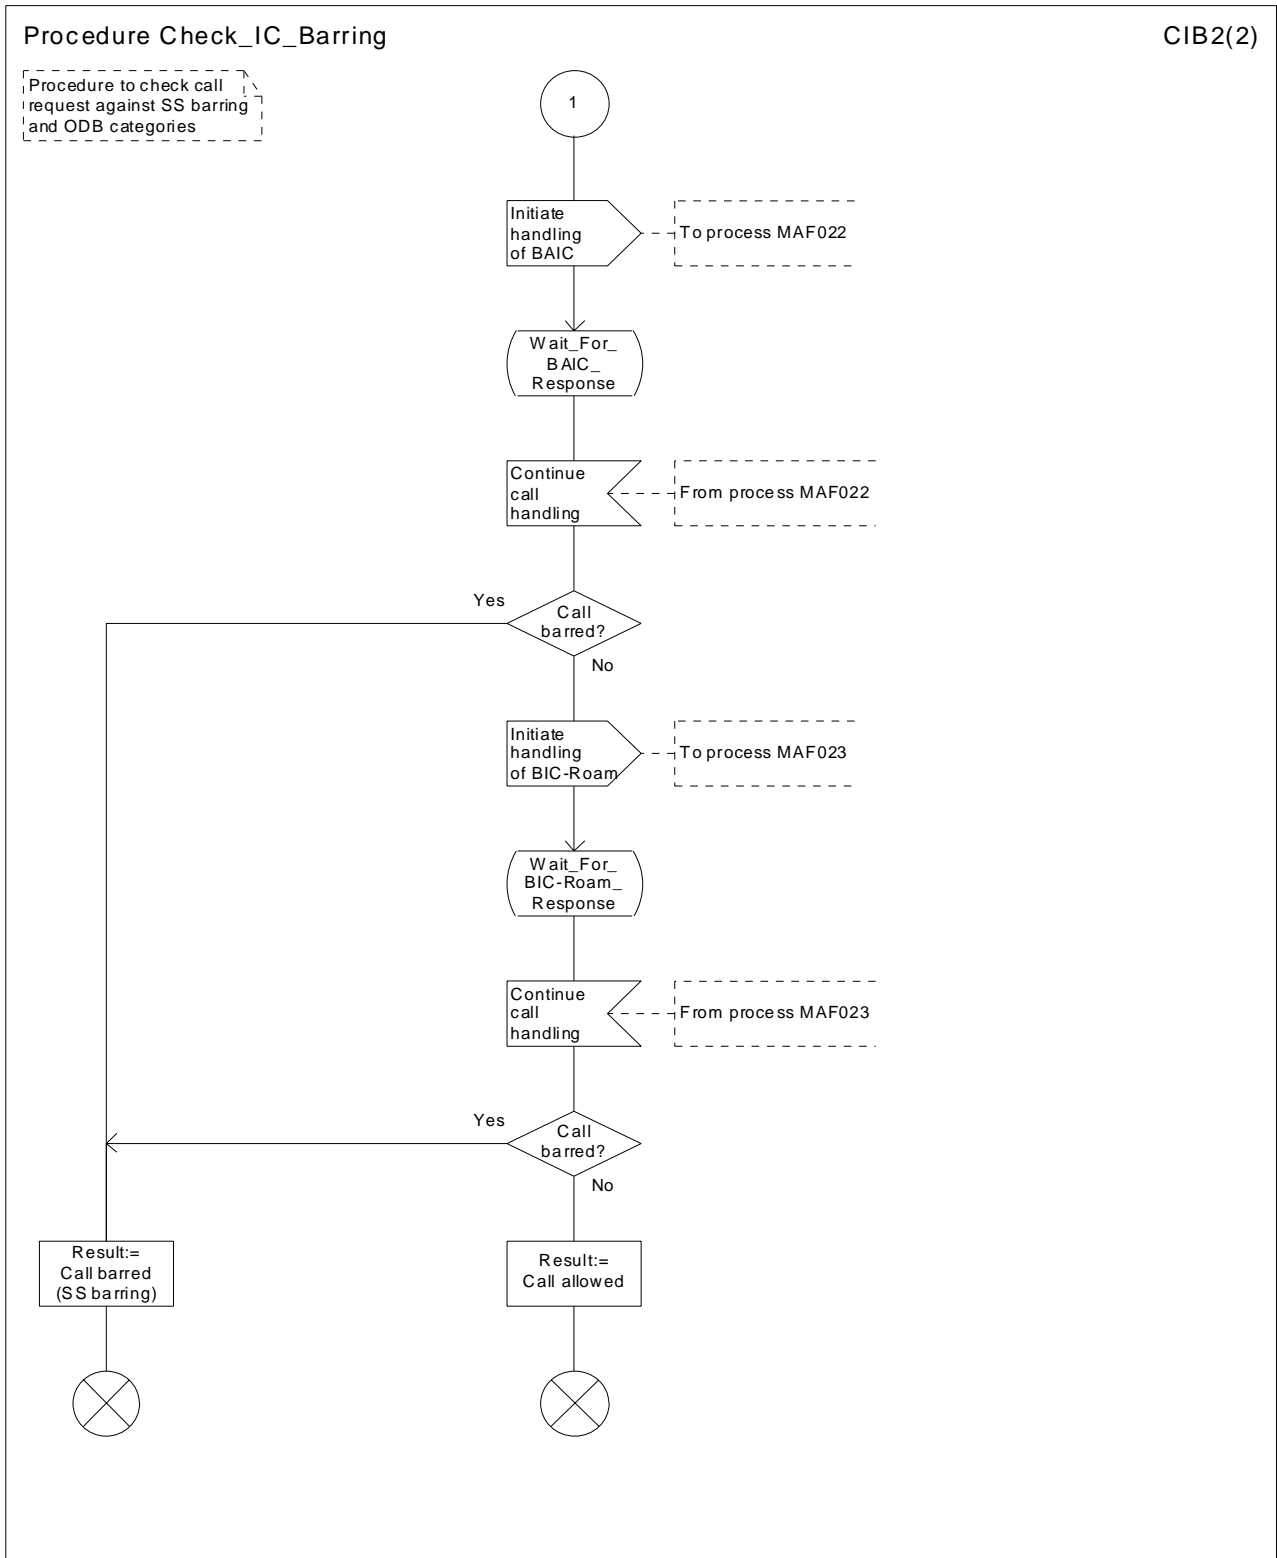 Procedure Check_IC_Barring
CIB2(2)
Procedure to check call
request against SS barring
and ODB categories
1
Initiate
handling
of BAIC
To process MAF022
Wait_For_
BAIC_
Response
Continue
call
handling
From process MAF022
Yes
Call
barred?
No
Initiate
handling
of BIC-Roam
To process MAF023
Wait_For_
BIC-Roam_
Response
Continue
call
handling
From process MAF023
Yes
Call
barred?
No
Result:=
Call barred
(SS barring)
Result:=
Call allowed